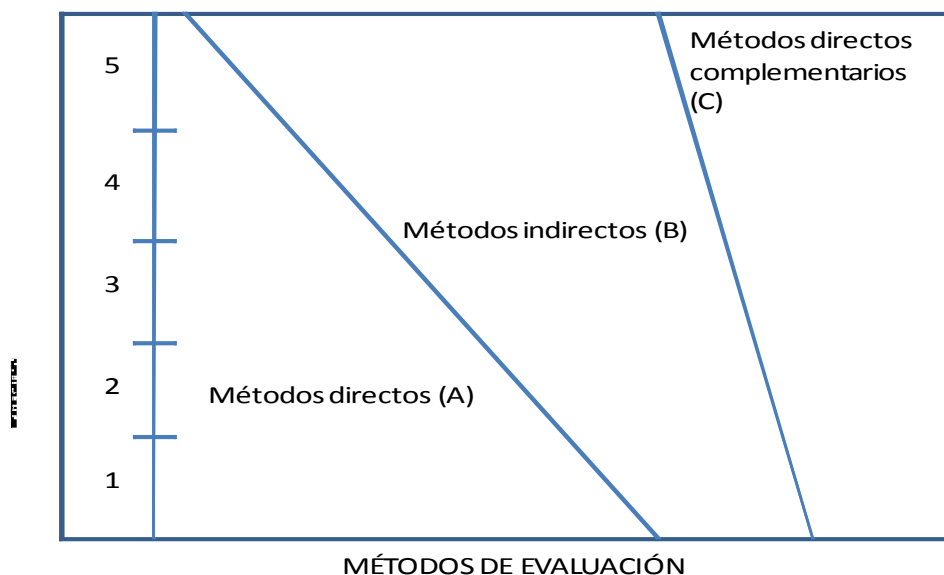 5
Métodos directos
complementarios
(C)
4
Métodos indirectos (B)
3
2
Métodos directos (A)
1
MÉTODOS DE EVALUACIÓN